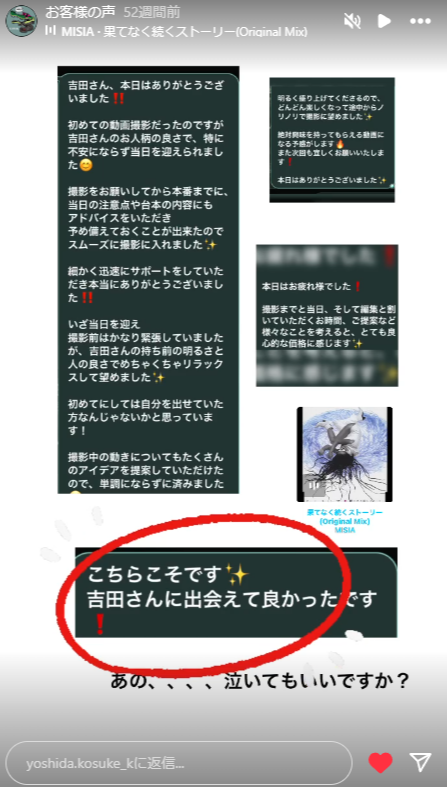 お客様の声 52週間前
MISIA・果てなく続くストーリー(Original Mix)
吉田さん、本日はありがとうござ
いました‼️
初めての動画撮影だったのですが
吉田さんのお人柄の良さで、特に
不安にならず当日を迎えられまし
た😊
撮影をお願いしてから本番までに、
当日の注意点や台本の内容にも
アドバイスをいただき
予め備えておくことが出来たので
スムーズに撮影に入れました✨
細かく迅速にサポートをしていた
だき本当にありがとうございまし
た‼️
いざ当日を迎え
撮影前はかなり緊張していました
が、吉田さんの持ち前の明るさと
人の良さでめちゃくちゃリラック
スして望めました✨
初めてにしては自分を出せていた
方なんじゃないかと思っていま
す！
撮影中の動きについてもたくさん
のアイデアを提案していただけた
ので、単調にならずに済みました
明るく盛り上げてくださるので、
どんどん楽しくなって途中からノ
リノリで撮影に望めました✨
絶対興味を持ってもらえる動画に
なる予感がします🔥
また次回も宜しくお願いいたしま
す❗
本日はありがとうございました✨
本日はお疲れ様でした❗
撮影までと当日、そして編集と割
いていただくお時間、ご提案など
様々なことを考えると、とても良
心的な価格に感じます✨
果てなく続くストーリー
(Original Mix)
MISIA
こちらこそです✨
吉田さんに出会えて良かったです
❗
あの、、、、泣いてもいいですか？
yoshida.kosuke_kに返信...